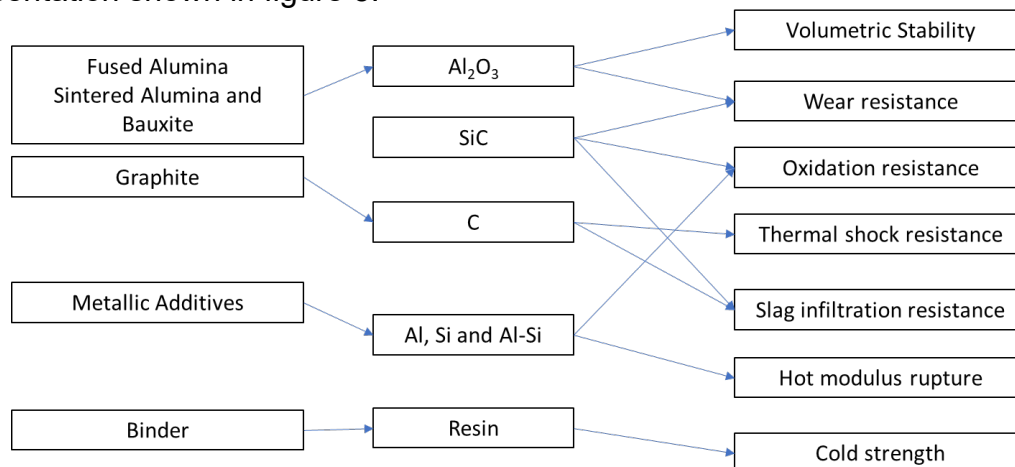 Fused Alumina
Sintered Alumina and
Bauxite
Graphite
Metallic Additives
Binder
Al₂O₃
SiC
C
Al, Si and Al-Si
Resin
Volumetric Stability
Wear resistance
Oxidation resistance
Thermal shock resistance
Slag infiltration resistance
Hot modulus rupture
Cold strength